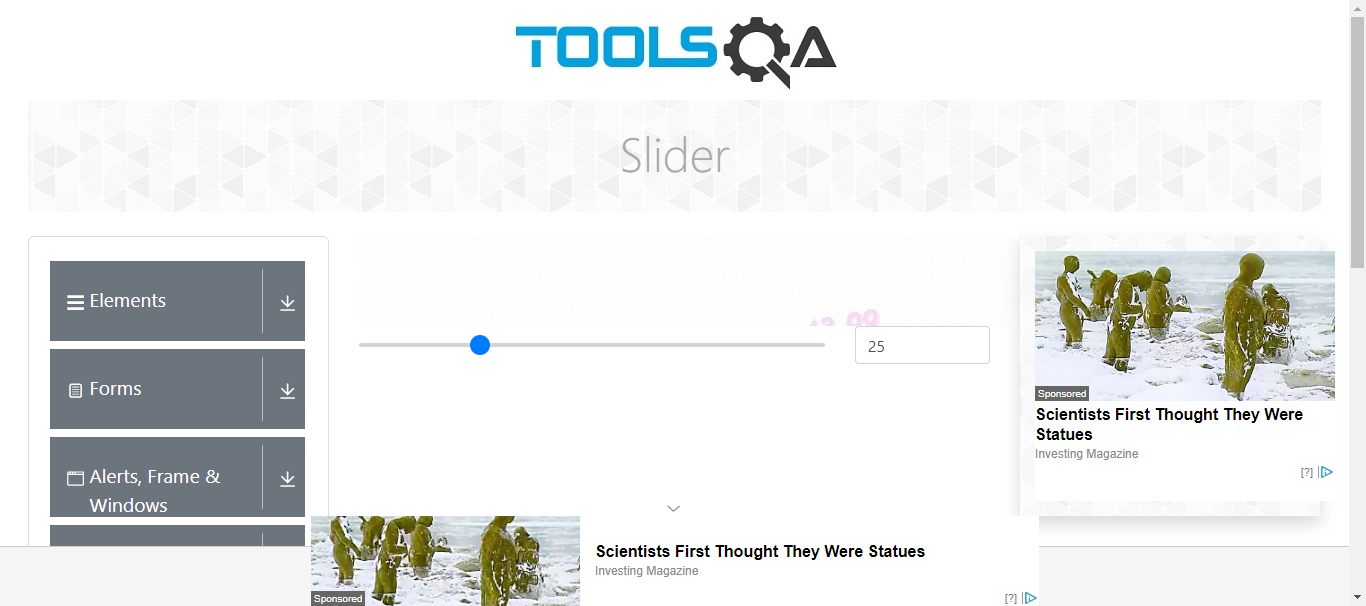 TOOLSQA
Slider
Elements
Forms
Alerts, Frame &
Windows
25
Sponsored
Scientists First Thought They Were
Statues
Investing Magazine
[?]
Sponsored
Scientists First Thought They Were Statues
Investing Magazine
[?]